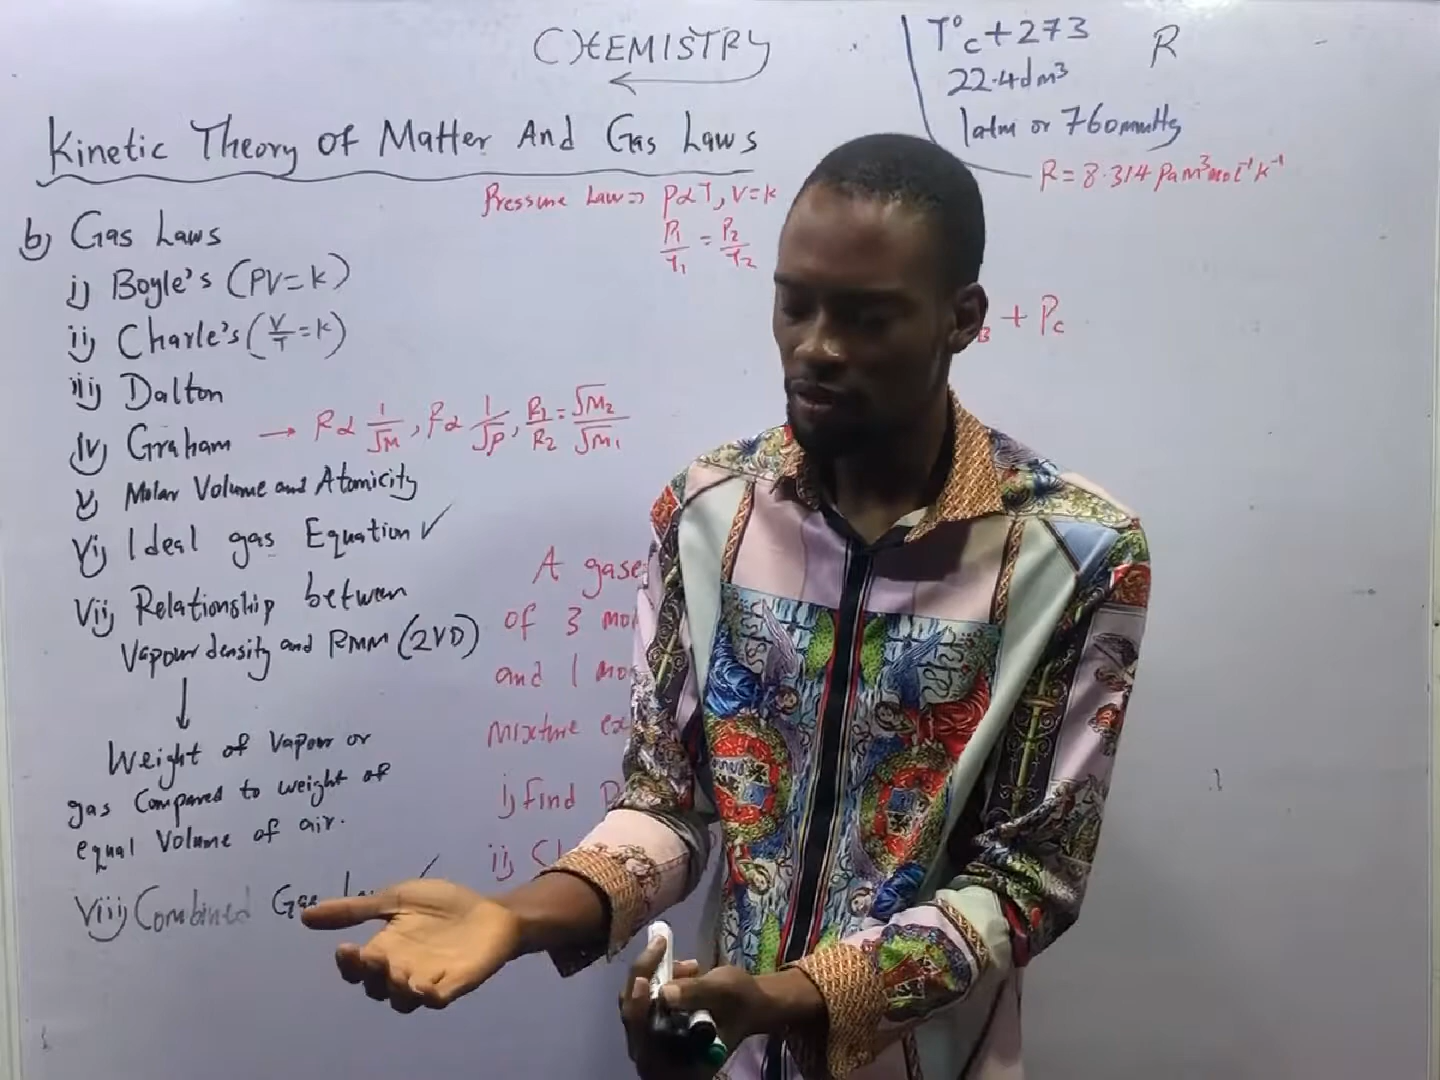 CHEMISTRY
T°c + 273
R
22.4dm³
1atm or 760mmHg
Kinetic Theory Of Matter And Gas Laws
R = 8.314 Pam³mol⁻¹k⁻¹
Pressure Law => P∝T, V=k
P₁/T₁ = P₂/T₂
b) Gas Laws
i) Boyle's (PV=k)
ii) Charle's (V/T=k)
+ Pc
iii) Dalton
iv) Graham → R∝ 1/√M, R∝ 1/√ρ, R₁/R₂ = √M₂/√M₁
v) Molar Volume and Atomicity
vi) Ideal gas Equation ✓
vii) Relationship between
Vapour density and RMM (2VD)
↓
Weight of Vapour or
gas Compared to weight of
equal Volume of air.
viii) Combined Gas
A
of 3
and 1
mixture
i) Find
ii)